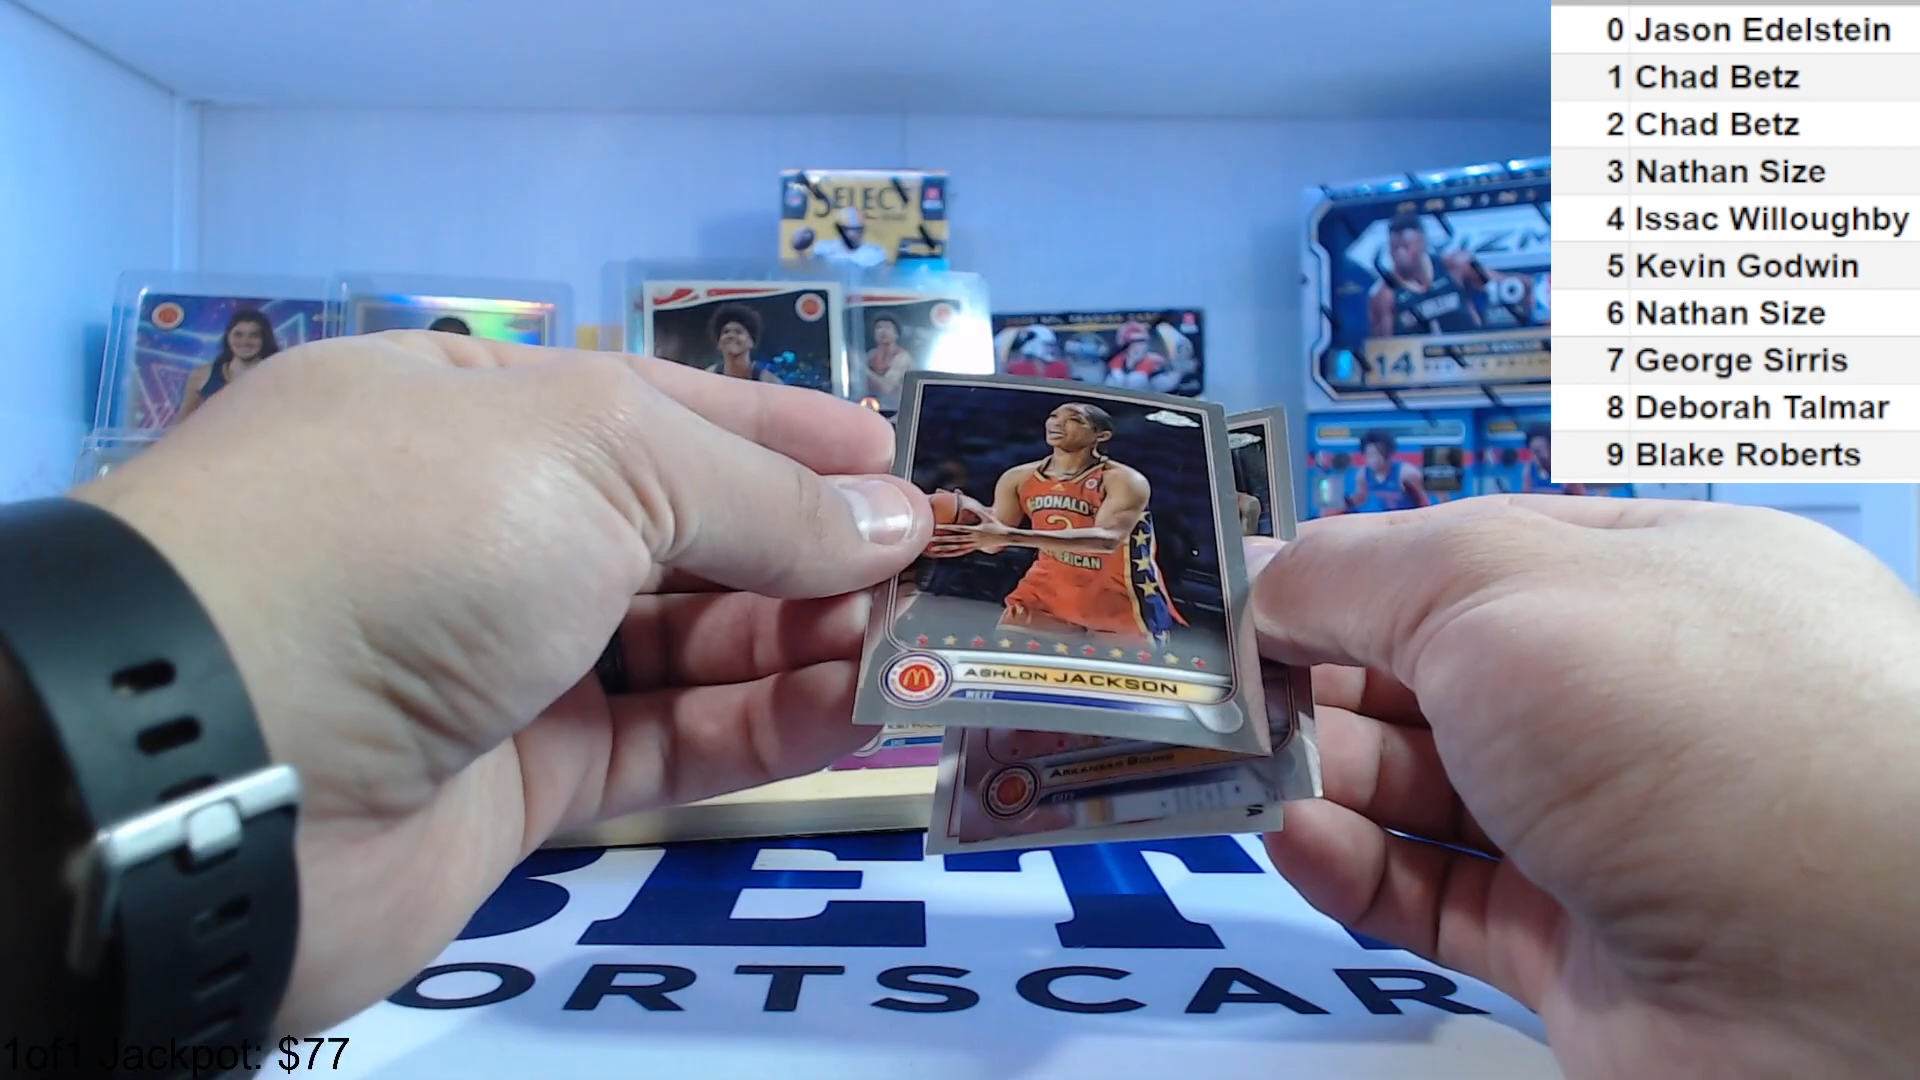 0 Jason Edelstein
1 Chad Betz
2 Chad Betz
3 Nathan Size
4 Issac Willoughby
5 Kevin Godwin
6 Nathan Size
7 George Sirris
8 Deborah Talmar
9 Blake Roberts
SELECT
14
10
McDONALD'S
2
AMERICAN
ASHLON JACKSON
WEST
ARKANSAS BOUND
ORTSCAR
1of1 Jackpot: $77